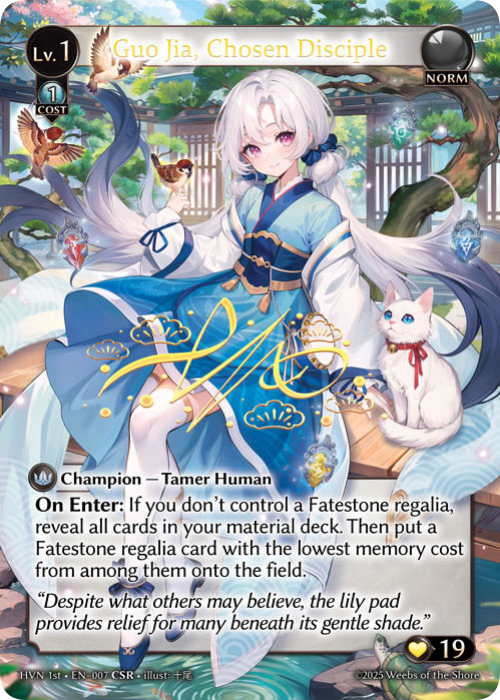 Lv. 1
Guo Jia, Chosen Disciple
NORM
1
COST
Champion — Tamer Human
On Enter: If you don't control a Fatestone regalia,
reveal all cards in your material deck. Then put a
Fatestone regalia card with the lowest memory cost
from among them onto the field.
“Despite what others may believe, the lily pad
provides relief for many beneath its gentle shade.”
19
HVN 1st • EN-007 CSR • illust: 十尾
©2025 Weebs of the Shore